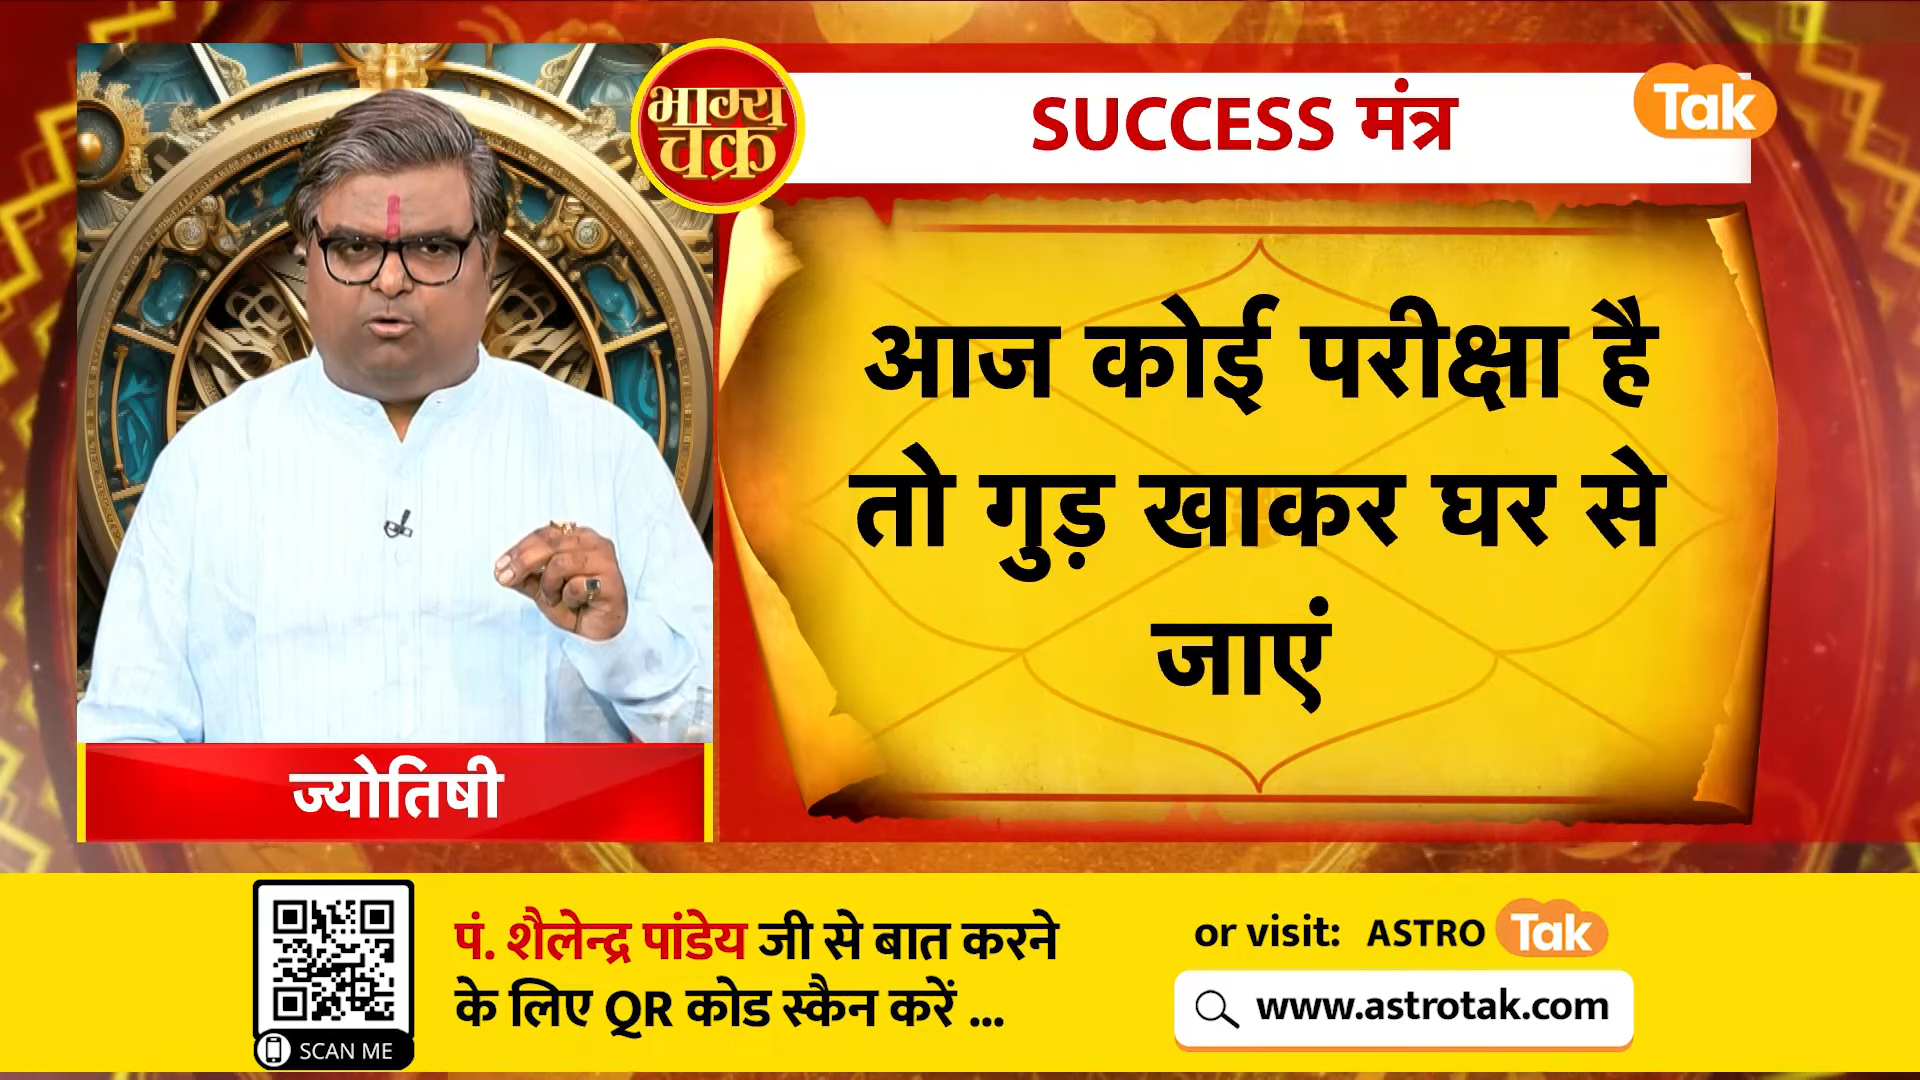 भाग्य
चक्र
SUCCESS मंत्र
Tak
आज कोई परीक्षा है
तो गुड़ खाकर घर से
जाएं
ज्योतिषी
SCAN ME
पं. शैलेन्द्र पांडेय जी से बात करने
के लिए QR कोड स्कैन करें ...
or visit: ASTRO Tak
www.astrotak.com